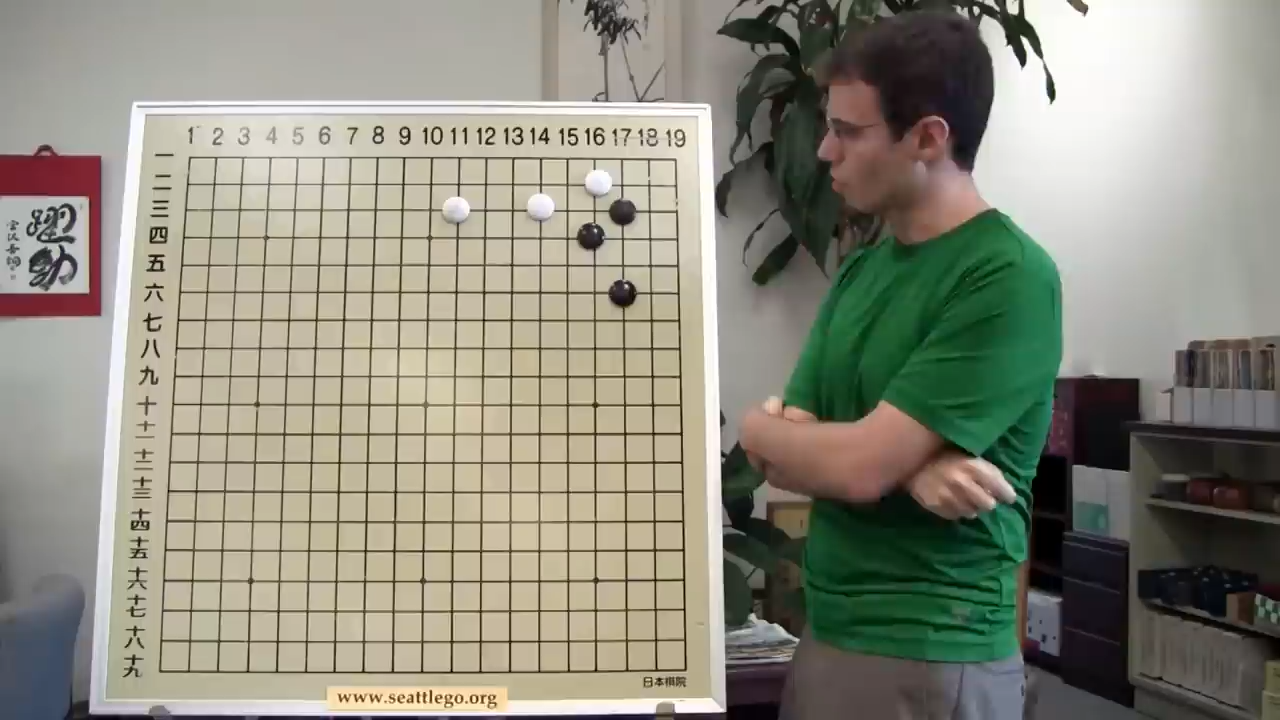 1 2 3 4 5 6 7 8 9 10 11 12 13 14 15 16 17 18 19
一
二
三
四
五
六
七
八
九
十
十一
十二
十三
十四
十五
十六
十七
十八
十九
日本棋院
www.seattlego.org